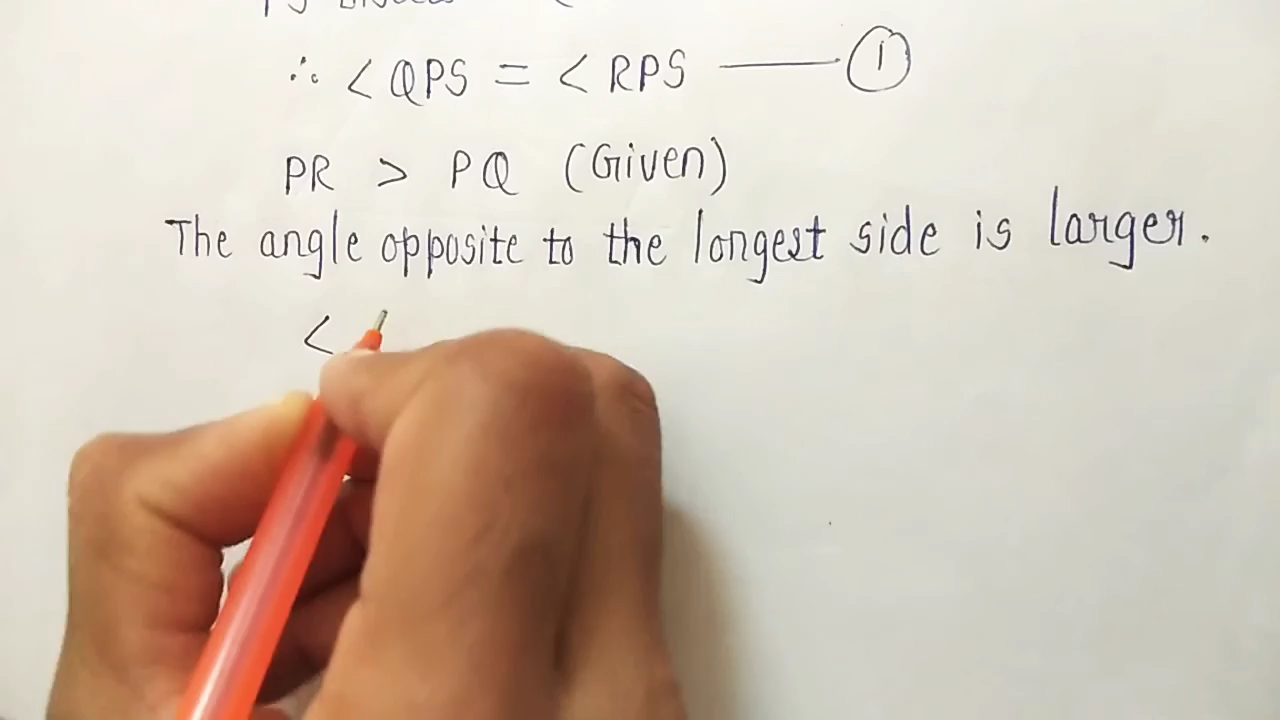 ∴ <QPS = <RPS —— ①
PR > PQ (Given)
The angle opposite to the longest side is larger.
<